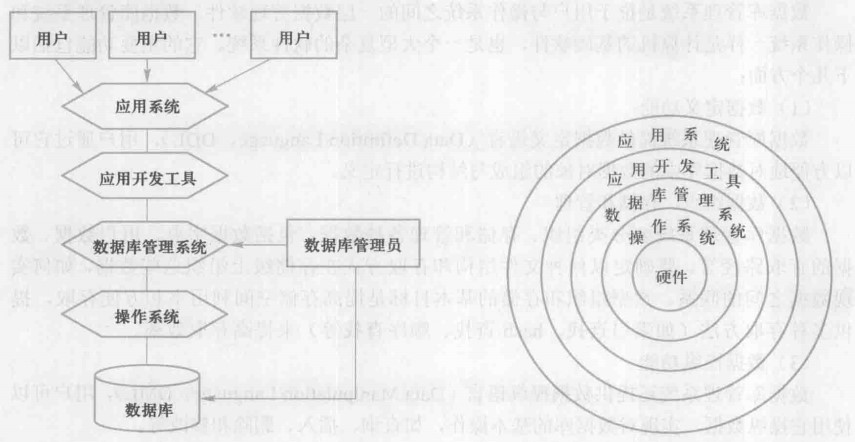 用户 用户 … 用户
应用系统
应用开发工具
数据库管理系统 数据库管理员
操作系统
数据库
应用系统
应用开发工具
数据库管理系统
操作系统
硬件